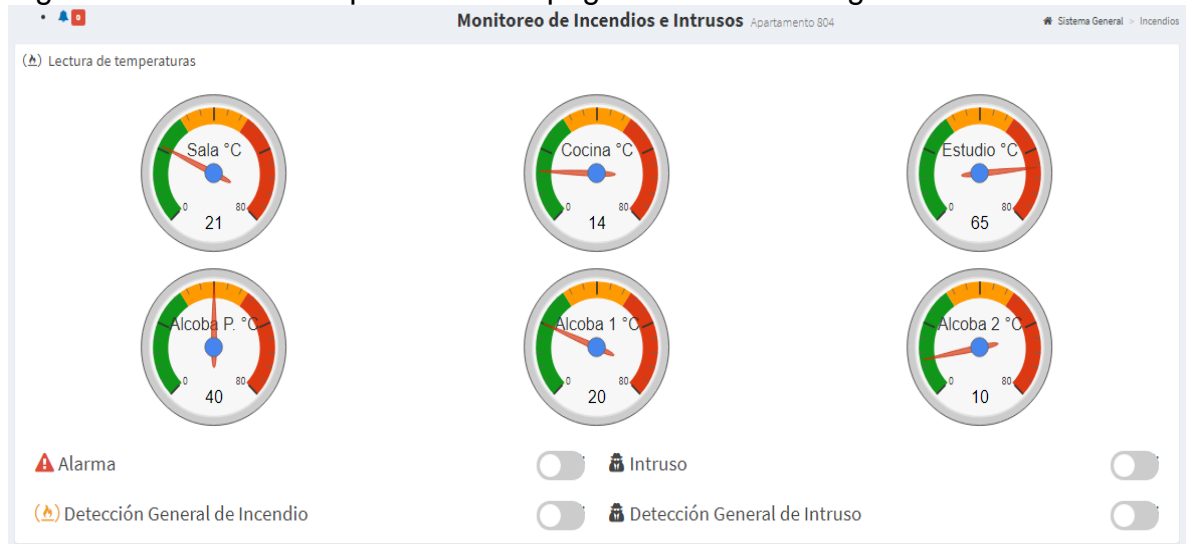 0
Monitoreo de Incendios e Intrusos Apartamento 804
Sistema General > Incendios
Lectura de temperaturas
Sala °C
0 80
21
Cocina °C
0 80
14
Estudio °C
0 80
65
Alcoba P. °C
0 80
40
Alcoba 1 °C
0 80
20
Alcoba 2 °C
0 80
10
Alarma
Intruso
Detección General de Incendio
Detección General de Intruso